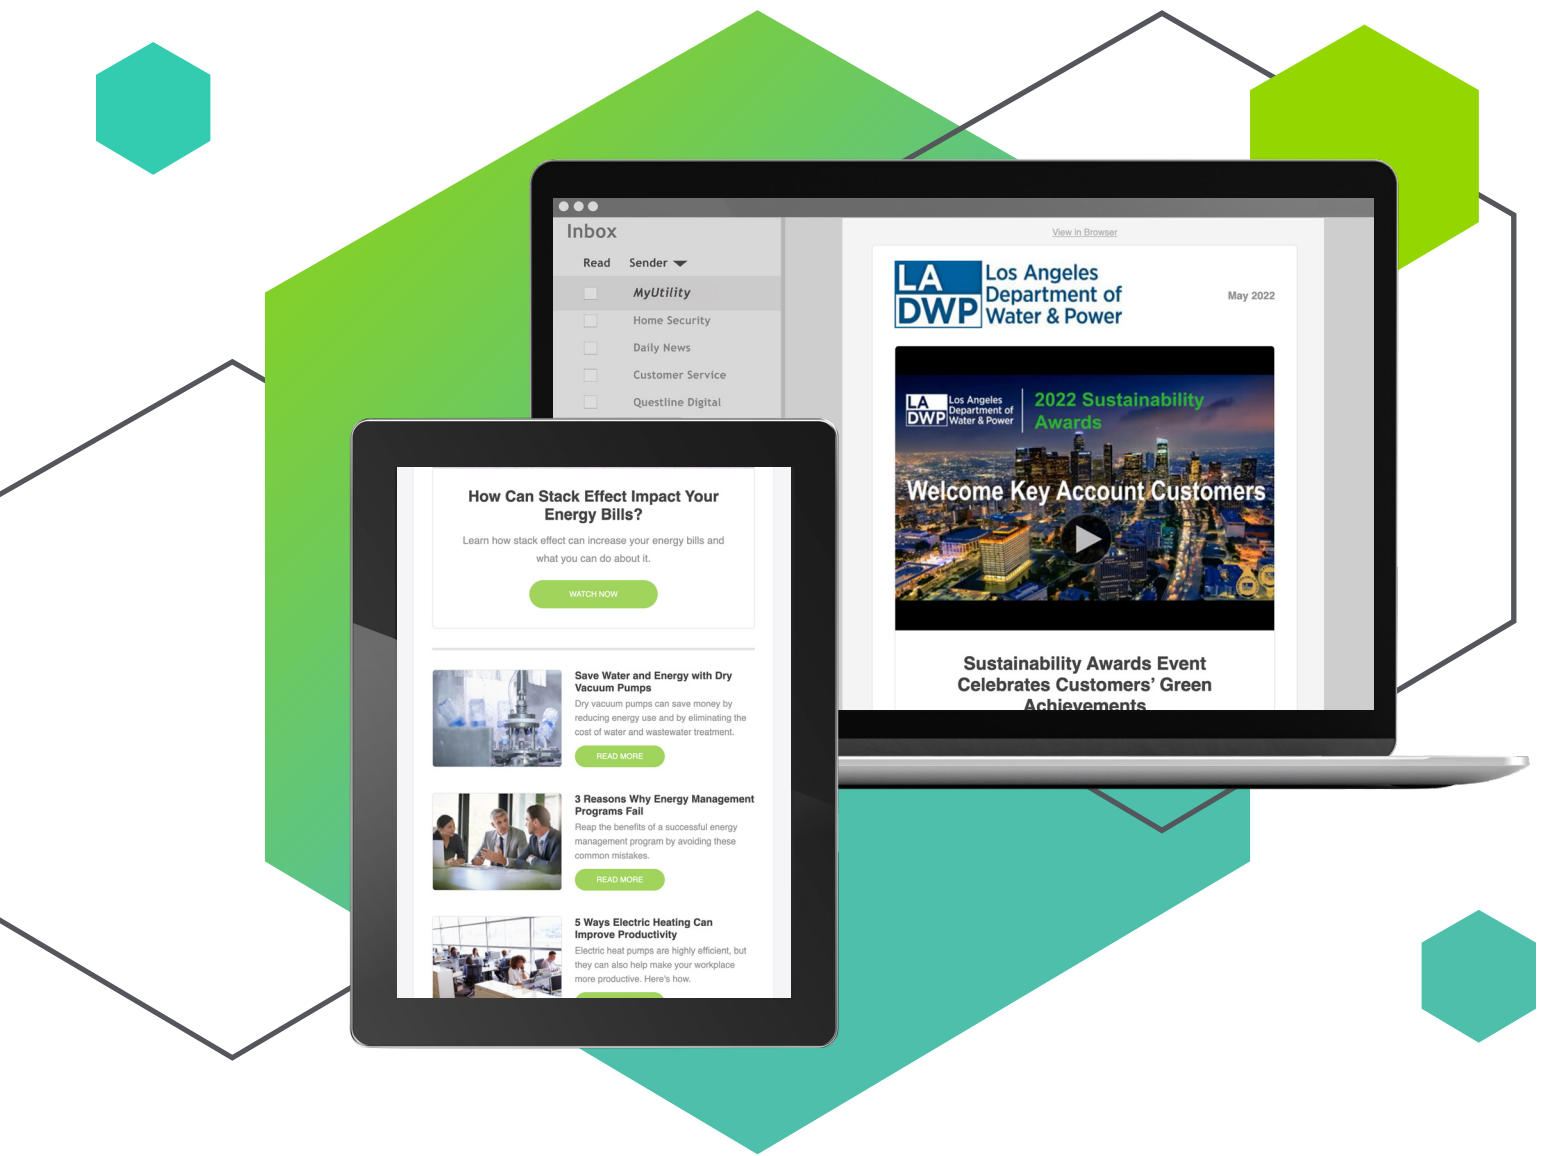 Inbox
Read Sender
MyUtility
Home Security
Daily News
Customer Service
Questline Digital
View in Browser
LA
DWP
Los Angeles
Department of
Water & Power
May 2022
LA
DWP
Los Angeles
Department of
Water & Power
2022 Sustainability
Awards
Welcome Key Account Customers
Sustainability Awards Event
Celebrates Customers’ Green
Achievements
How Can Stack Effect Impact Your
Energy Bills?
Learn how stack effect can increase your energy bills and
what you can do about it.
WATCH NOW
Save Water and Energy with Dry
Vacuum Pumps
Dry vacuum pumps can save money by
reducing energy use and by eliminating the
cost of water and wastewater treatment.
READ MORE
3 Reasons Why Energy Management
Programs Fail
Reap the benefits of a successful energy
management program by avoiding these
common mistakes.
READ MORE
5 Ways Electric Heating Can
Improve Productivity
Electric heat pumps are highly efficient, but
they can also help make your workplace
more productive. Here's how.